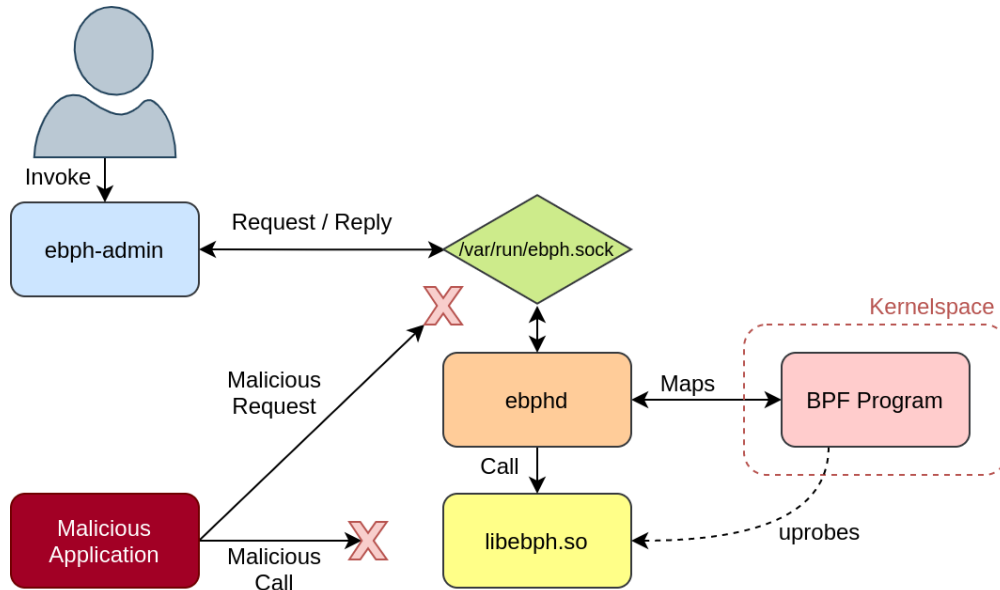 Invoke
ebph-admin
Request / Reply
/var/run/ebph.sock
X
Kernelspace
Malicious
Request
ebphd
Maps
BPF Program
Call
Malicious
Application
X
Malicious
Call
libebph.so
uprobes